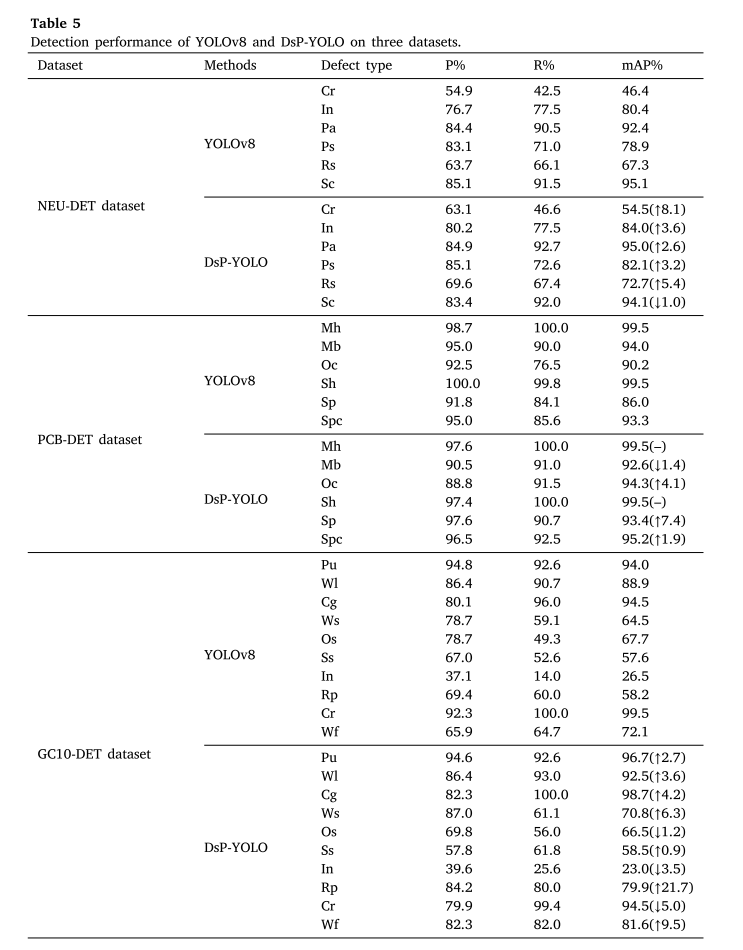 Table 5
Detection performance of YOLOv8 and DsP-YOLO on three datasets.
Dataset Methods Defect type P% R% mAP%
Cr 54.9 42.5 46.4
In 76.7 77.5 80.4
Pa 84.4 90.5 92.4
YOLOv8
Ps 83.1 71.0 78.9
Rs 63.7 66.1 67.3
Sc 85.1 91.5 95.1
NEU-DET dataset
Cr 63.1 46.6 54.5(↑8.1)
In 80.2 77.5 84.0(↑3.6)
Pa 84.9 92.7 95.0(↑2.6)
DsP-YOLO
Ps 85.1 72.6 82.1(↑3.2)
Rs 69.6 67.4 72.7(↑5.4)
Sc 83.4 92.0 94.1(↓1.0)
Mh 98.7 100.0 99.5
Mb 95.0 90.0 94.0
Oc 92.5 76.5 90.2
YOLOv8
Sh 100.0 99.8 99.5
Sp 91.8 84.1 86.0
Spc 95.0 85.6 93.3
PCB-DET dataset
Mh 97.6 100.0 99.5(–)
Mb 90.5 91.0 92.6(↓1.4)
Oc 88.8 91.5 94.3(↑4.1)
DsP-YOLO
Sh 97.4 100.0 99.5(–)
Sp 97.6 90.7 93.4(↑7.4)
Spc 96.5 92.5 95.2(↑1.9)
Pu 94.8 92.6 94.0
Wl 86.4 90.7 88.9
Cg 80.1 96.0 94.5
Ws 78.7 59.1 64.5
Os 78.7 49.3 67.7
YOLOv8
Ss 67.0 52.6 57.6
In 37.1 14.0 26.5
Rp 69.4 60.0 58.2
Cr 92.3 100.0 99.5
Wf 65.9 64.7 72.1
GC10-DET dataset
Pu 94.6 92.6 96.7(↑2.7)
Wl 86.4 93.0 92.5(↑3.6)
Cg 82.3 100.0 98.7(↑4.2)
Ws 87.0 61.1 70.8(↑6.3)
Os 69.8 56.0 66.5(↓1.2)
DsP-YOLO
Ss 57.8 61.8 58.5(↑0.9)
In 39.6 25.6 23.0(↓3.5)
Rp 84.2 80.0 79.9(↑21.7)
Cr 79.9 99.4 94.5(↓5.0)
Wf 82.3 82.0 81.6(↑9.5)